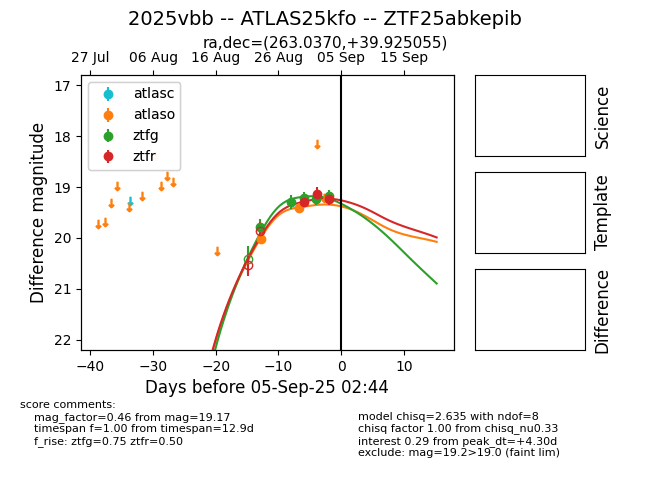 2025vbb -- ATLAS25kfo -- ZTF25abkepib
ra,dec=(263.0370,+39.925055)
27 Jul 06 Aug 16 Aug 26 Aug 05 Sep 15 Sep
17
18
19
20
21
22
Difference magnitude
atlasc
atlaso
ztfg
ztfr
−40 −30 −20 −10 0 10
Days before 05-Sep-25 02:44
Science
Template
Difference
score comments:
mag_factor=0.46 from mag=19.17
timespan f=1.00 from timespan=12.9d
f_rise: ztfg=0.75 ztfr=0.50
model chisq=2.635 with ndof=8
chisq factor 1.00 from chisq_nu0.33
interest 0.29 from peak_dt=+4.30d
exclude: mag=19.2>19.0 (faint lim)